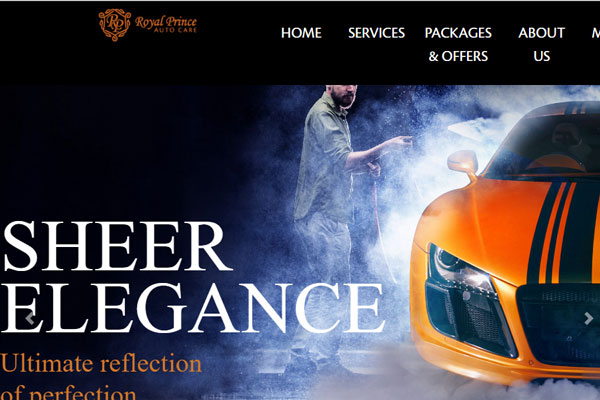 RP
Royal Prince
AUTO CARE
HOME
SERVICES
PACKAGES
& OFFERS
ABOUT
US
M
SHEER
ELEGANCE
Ultimate reflection
of perfection